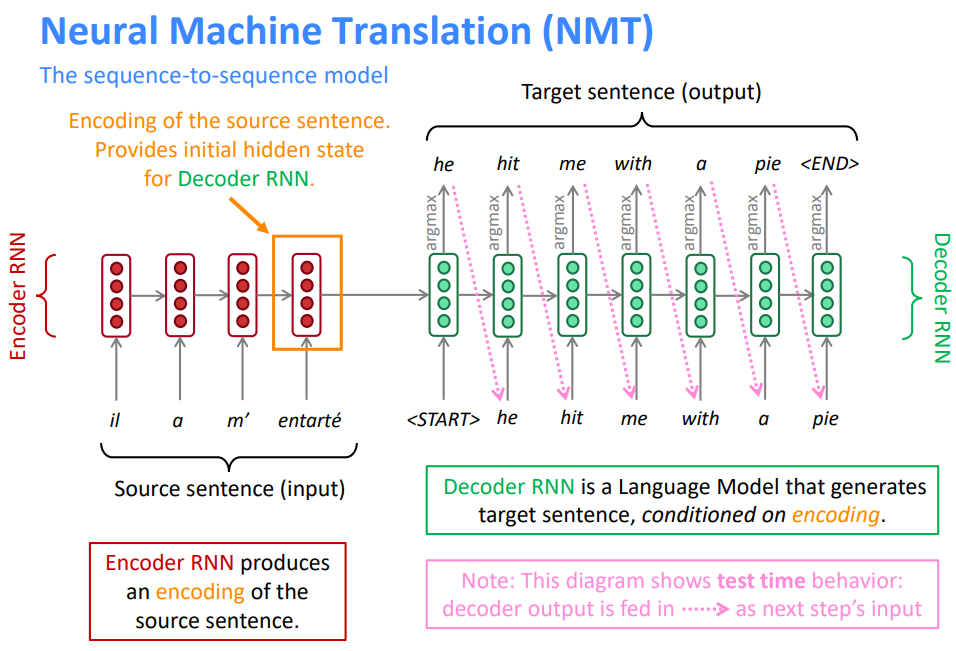 Neural Machine Translation (NMT)
The sequence-to-sequence model
Target sentence (output)
Encoding of the source sentence.
Provides initial hidden state
for Decoder RNN.
he hit me with a pie <END>
argmax argmax argmax argmax argmax argmax argmax
Encoder RNN
Decoder RNN
il a m’ entarté <START> he hit me with a pie
Source sentence (input)
Decoder RNN is a Language Model that generates
target sentence, conditioned on encoding.
Encoder RNN produces
an encoding of the
source sentence.
Note: This diagram shows test time behavior:
decoder output is fed in as next step’s input